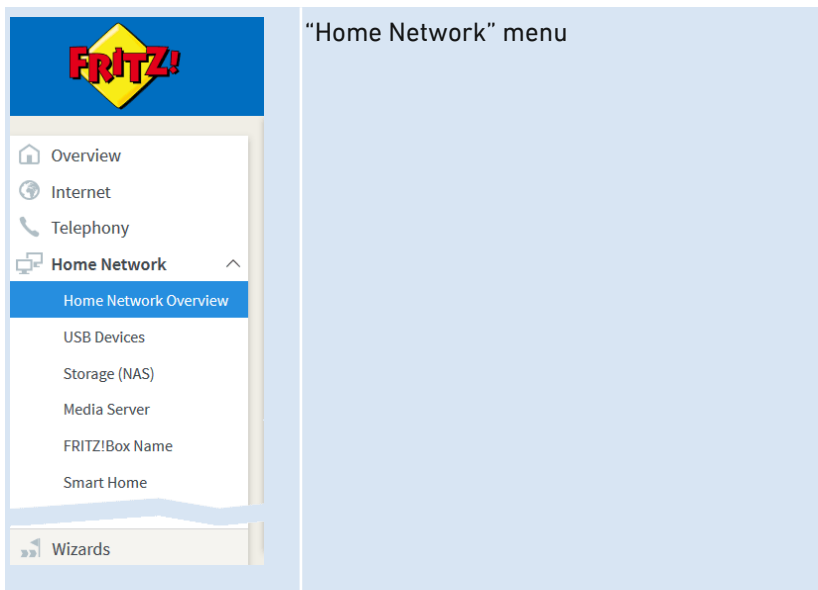 FRITZ!
“Home Network” menu
Overview
Internet
Telephony
Home Network
Home Network Overview
USB Devices
Storage (NAS)
Media Server
FRITZ!Box Name
Smart Home
Wizards